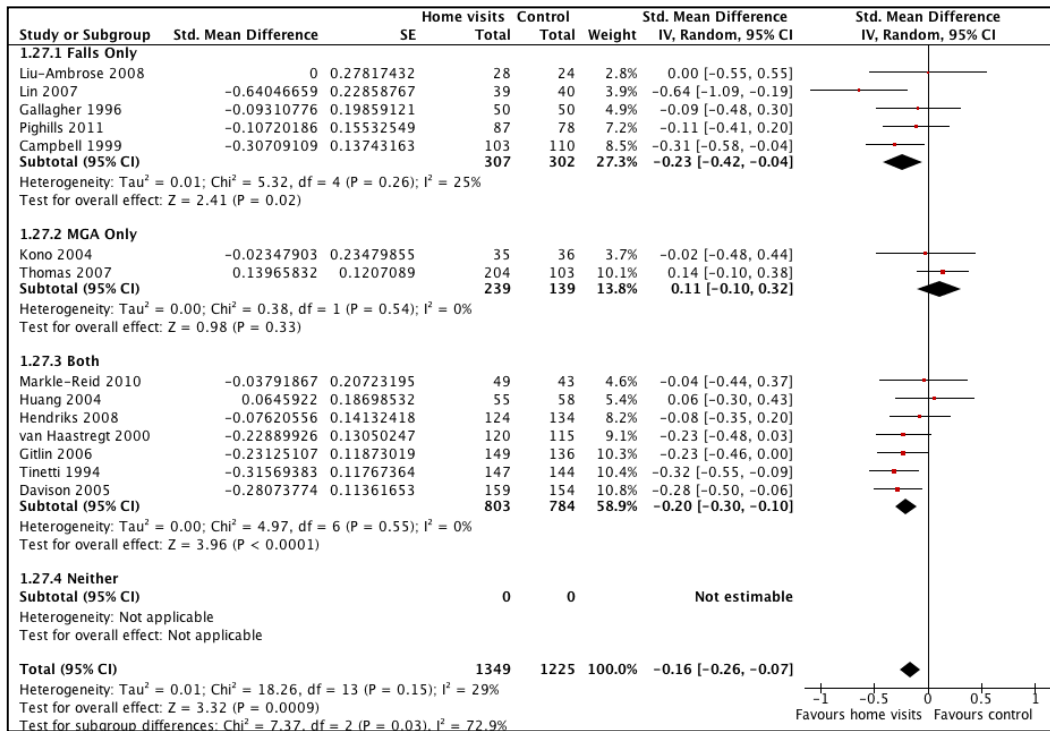 Home visits Control Std. Mean Difference Std. Mean Difference
Study or Subgroup Std. Mean Difference SE Total Total Weight IV, Random, 95% CI IV, Random, 95% CI
1.27.1 Falls Only
Liu-Ambrose 2008 0 0.27817432 28 24 2.8% 0.00 [-0.55, 0.55]
Lin 2007 -0.64046659 0.22858767 39 40 3.9% -0.64 [-1.09, -0.19]
Gallagher 1996 -0.09310776 0.19859121 50 50 4.9% -0.09 [-0.48, 0.30]
Pighills 2011 -0.10720186 0.15532549 87 78 7.2% -0.11 [-0.41, 0.20]
Campbell 1999 -0.30709109 0.13743163 103 110 8.5% -0.31 [-0.58, -0.04]
Subtotal (95% CI) 307 302 27.3% -0.23 [-0.42, -0.04]
Heterogeneity: Tau² = 0.01; Chi² = 5.32, df = 4 (P = 0.26); I² = 25%
Test for overall effect: Z = 2.41 (P = 0.02)
1.27.2 MGA Only
Kono 2004 -0.02347903 0.23479855 35 36 3.7% -0.02 [-0.48, 0.44]
Thomas 2007 0.13965832 0.1207089 204 103 10.1% 0.14 [-0.10, 0.38]
Subtotal (95% CI) 239 139 13.8% 0.11 [-0.10, 0.32]
Heterogeneity: Tau² = 0.00; Chi² = 0.38, df = 1 (P = 0.54); I² = 0%
Test for overall effect: Z = 0.98 (P = 0.33)
1.27.3 Both
Markle-Reid 2010 -0.03791867 0.20723195 49 43 4.6% -0.04 [-0.44, 0.37]
Huang 2004 0.0645922 0.18698532 55 58 5.4% 0.06 [-0.30, 0.43]
Hendriks 2008 -0.07620556 0.14132418 124 134 8.2% -0.08 [-0.35, 0.20]
van Haastregt 2000 -0.22889926 0.13050247 120 115 9.1% -0.23 [-0.48, 0.03]
Gitlin 2006 -0.23125107 0.11873019 149 136 10.3% -0.23 [-0.46, 0.00]
Tinetti 1994 -0.31569383 0.11767364 147 144 10.4% -0.32 [-0.55, -0.09]
Davison 2005 -0.28073774 0.11361653 159 154 10.8% -0.28 [-0.50, -0.06]
Subtotal (95% CI) 803 784 58.9% -0.20 [-0.30, -0.10]
Heterogeneity: Tau² = 0.00; Chi² = 4.97, df = 6 (P = 0.55); I² = 0%
Test for overall effect: Z = 3.96 (P < 0.0001)
1.27.4 Neither
Subtotal (95% CI) 0 0 Not estimable
Heterogeneity: Not applicable
Test for overall effect: Not applicable
Total (95% CI) 1349 1225 100.0% -0.16 [-0.26, -0.07]
Heterogeneity: Tau² = 0.01; Chi² = 18.26, df = 13 (P = 0.15); I² = 29%
Test for overall effect: Z = 3.32 (P = 0.0009)
Test for subgroup differences: Chi² = 7.37, df = 2 (P = 0.03), I² = 72.9%
-1 -0.5 0 0.5 1
Favours home visits Favours control